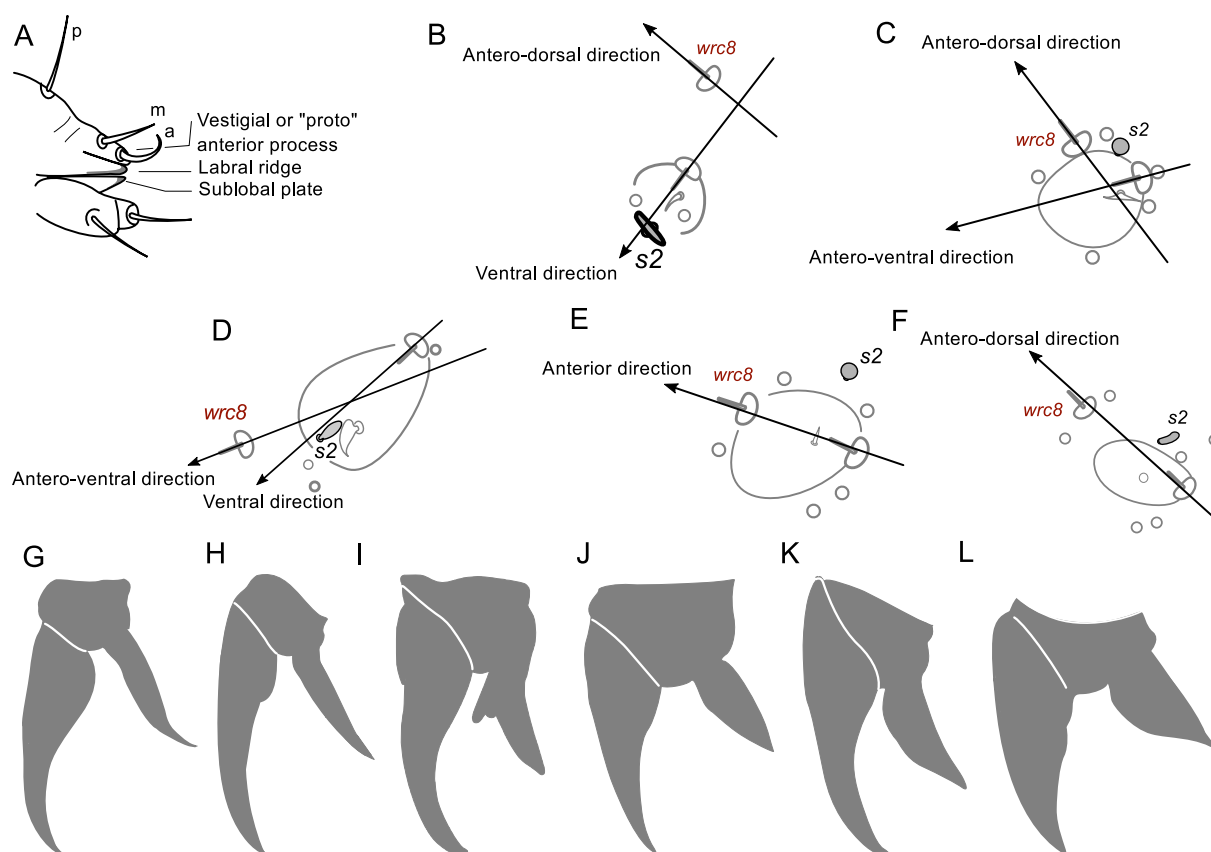 A
p
m
a
Vestigial or "proto"
anterior process
Labral ridge
Sublobal plate
B
Antero-dorsal direction
wrc8
Ventral direction
s2
C
Antero-dorsal direction
wrc8
s2
Antero-ventral direction
D
wrc8
s2
Antero-ventral direction
Ventral direction
E
Anterior direction
wrc8
s2
F
Antero-dorsal direction
wrc8
s2
G
H
I
J
K
L